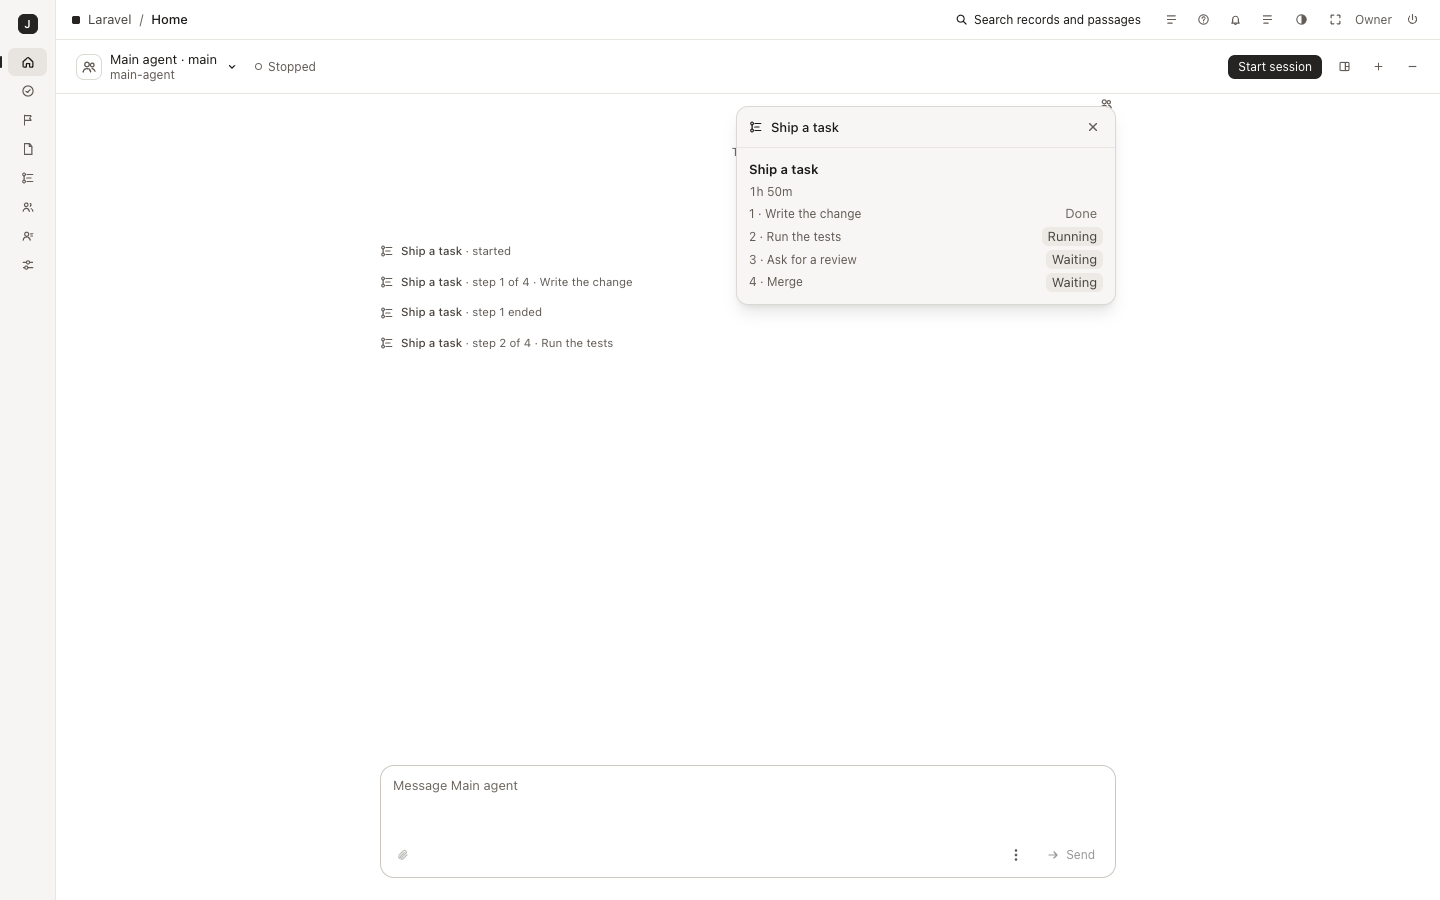 J
Laravel / Home
Search records and passages
Owner
Main agent · main
main-agent
Stopped
Start session
Ship a task
Ship a task
1h 50m
1 · Write the change
Done
2 · Run the tests
Running
3 · Ask for a review
Waiting
4 · Merge
Waiting
Ship a task · started
Ship a task · step 1 of 4 · Write the change
Ship a task · step 1 ended
Ship a task · step 2 of 4 · Run the tests
Message Main agent
Send